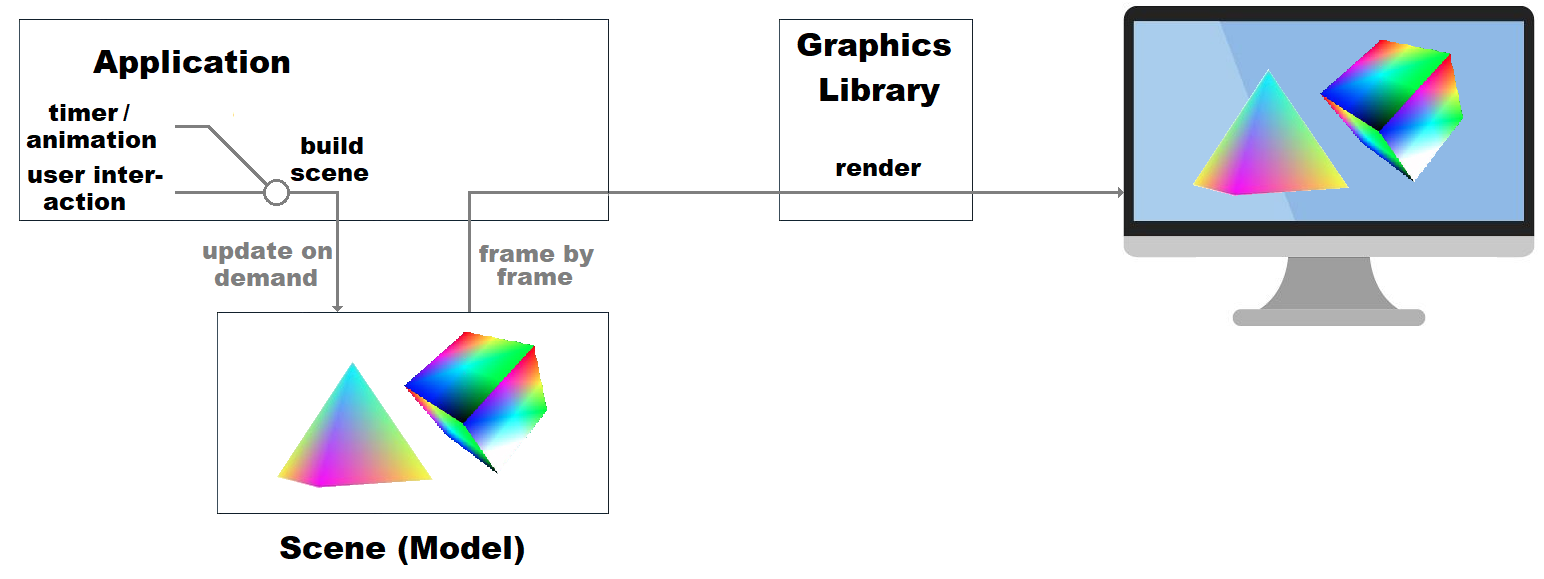 Application
timer /
animation
user inter-
action
build
scene
Graphics
Library
render
update on
demand
frame by
frame
Scene (Model)